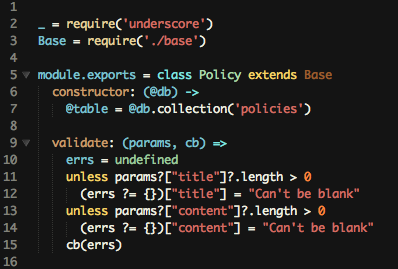 1
2 _ = require('underscore')
3 Base = require('./base')
4
5 module.exports = class Policy extends Base
6 constructor: (@db) ->
7 @table = @db.collection('policies')
8
9 validate: (params, cb) =>
10 errs = undefined
11 unless params?["title"]?.length > 0
12 (errs ?= {})["title"] = "Can't be blank"
13 unless params?["content"]?.length > 0
14 (errs ?= {})["content"] = "Can't be blank"
15 cb(errs)
16